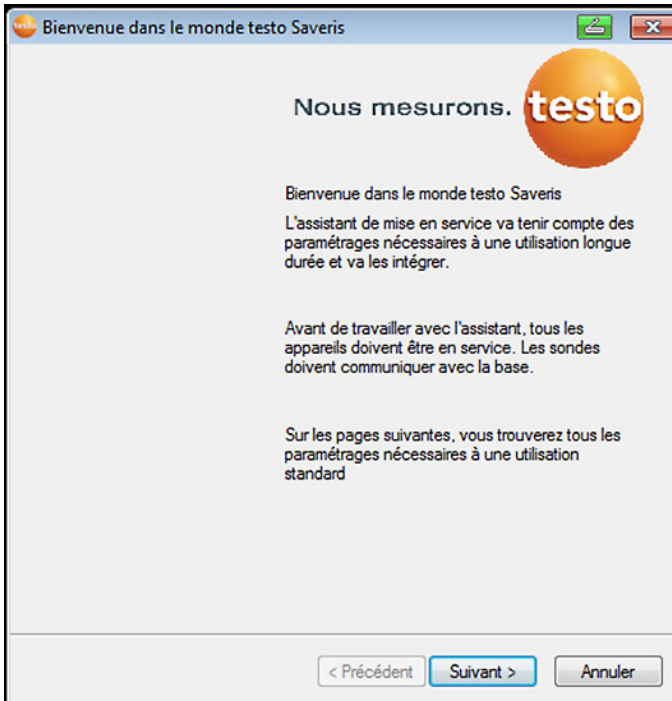 Bienvenue dans le monde testo Saveris
Nous mesurons. testo
Bienvenue dans le monde testo Saveris
L'assistant de mise en service va tenir compte des
paramétrages nécessaires à une utilisation longue
durée et va les intégrer.
Avant de travailler avec l'assistant, tous les
appareils doivent être en service. Les sondes
doivent communiquer avec la base.
Sur les pages suivantes, vous trouverez tous les
paramétrages nécessaires à une utilisation
standard
< Précédent Suivant > Annuler